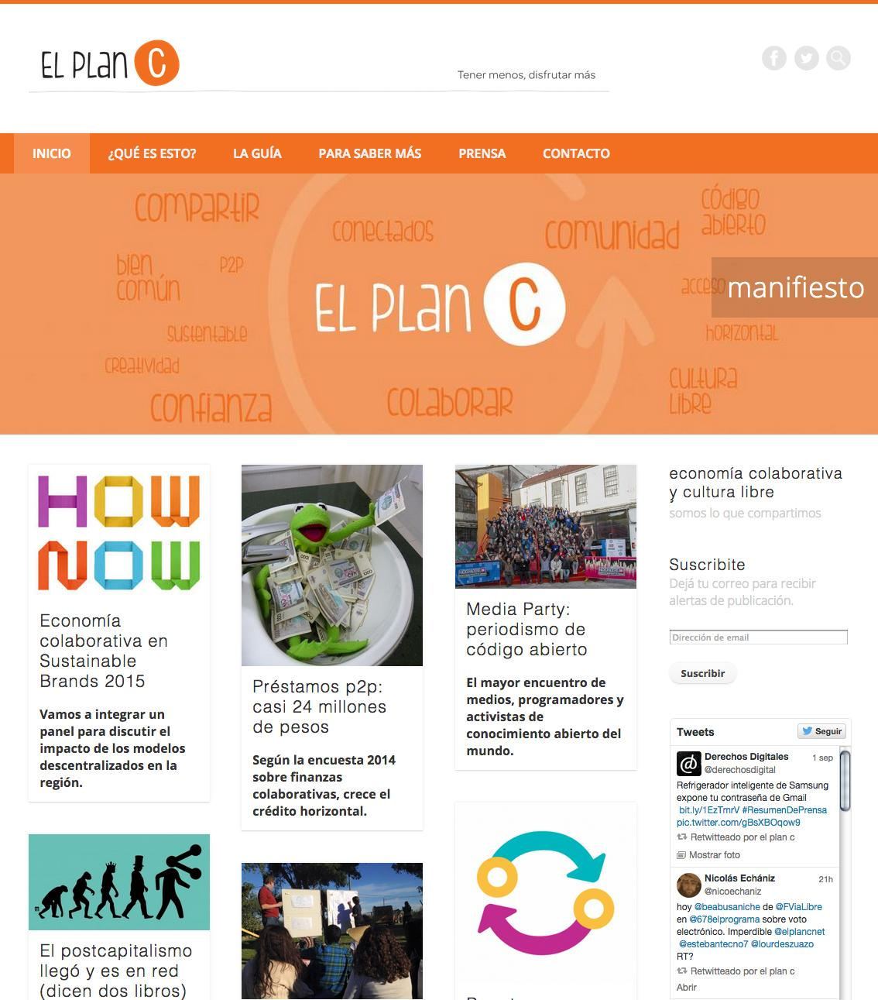 EL PLan C
Tener menos, disfrutar más
INICIO
¿QUÉ ES ESTO?
LA GUÍA
PARA SABER MÁS
PRENSA
CONTACTO
compartir
conectados
comunidad
código
abierto
bien
común
P2P
acceso
manifiesto
EL PLan C
sustentable
horizontal
creatividad
cultura
libre
confianza
colaborar
HOW
NOW
Economía
colaborativa en
Sustainable
Brands 2015
Vamos a integrar un
panel para discutir el
impacto de los modelos
descentralizados en la
región.
El postcapitalismo
llegó y es en red
(dicen dos libros)
Préstamos p2p:
casi 24 millones
de pesos
Según la encuesta 2014
sobre finanzas
colaborativas, crece el
crédito horizontal.
Media Party:
periodismo de
código abierto
El mayor encuentro de
medios, programadores y
activistas de
conocimiento abierto del
mundo.
economía colaborativa
y cultura libre
somos lo que compartimos
Suscribite
Dejá tu correo para recibir
alertas de publicación.
Dirección de email
Suscribir
Tweets
Seguir
Derechos Digitales
1 sep
@derechosdigital
Refrigerador inteligente de Samsung
expone tu contraseña de Gmail
bit.ly/1EzTmrV #ResumenDePrensa
pic.twitter.com/gBsXBOqow9
Retwitteado por el plan c
Mostrar foto
Nicolás Echániz
21h
@nicoechaniz
hoy @beabusaniche de @FViaLibre
en @678elprograma sobre voto
electrónico. Imperdible @elplancnet
@estebantecno7 @lourdeszuazo
RT?
Retwitteado por el plan c
Abrir